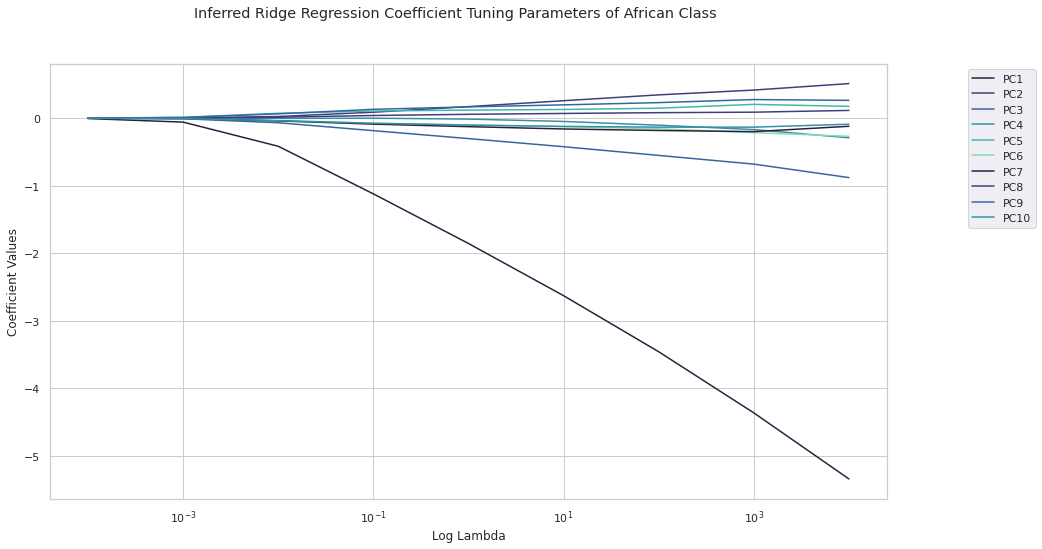 Inferred Ridge Regression Coefficient Tuning Parameters of African Class
PC1
PC2
PC3
PC4
PC5
PC6
PC7
PC8
PC9
PC10
Coefficient Values
0
−1
−2
−3
−4
−5
10⁻³
10⁻¹
10¹
10³
Log Lambda